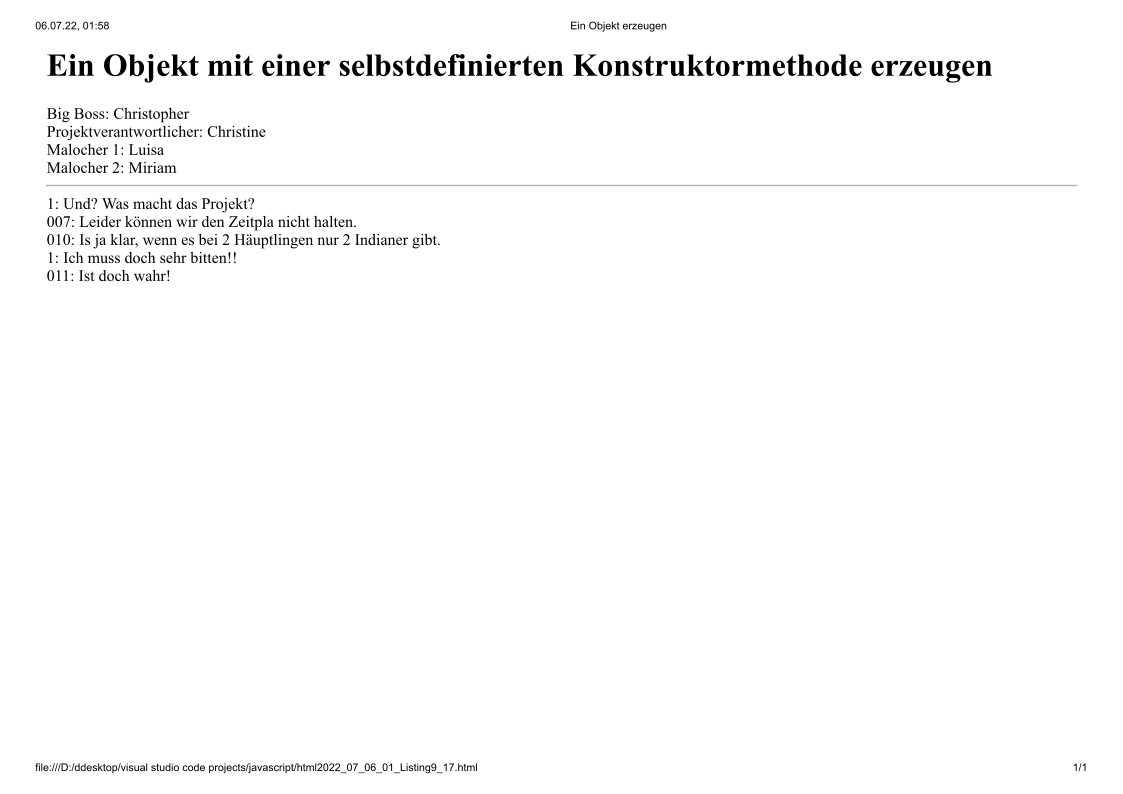 06.07.22, 01:58
Ein Objekt erzeugen
Ein Objekt mit einer selbstdefinierten Konstruktormethode erzeugen
Big Boss: Christopher
Projektverantwortlicher: Christine
Malocher 1: Luisa
Malocher 2: Miriam
1: Und? Was macht das Projekt?
007: Leider können wir den Zeitpla nicht halten.
010: Is ja klar, wenn es bei 2 Häuptlingen nur 2 Indianer gibt.
1: Ich muss doch sehr bitten!!
011: Ist doch wahr!
file:///D:/ddesktop/visual studio code projects/javascript/html2022_07_06_01_Listing9_17.html
1/1